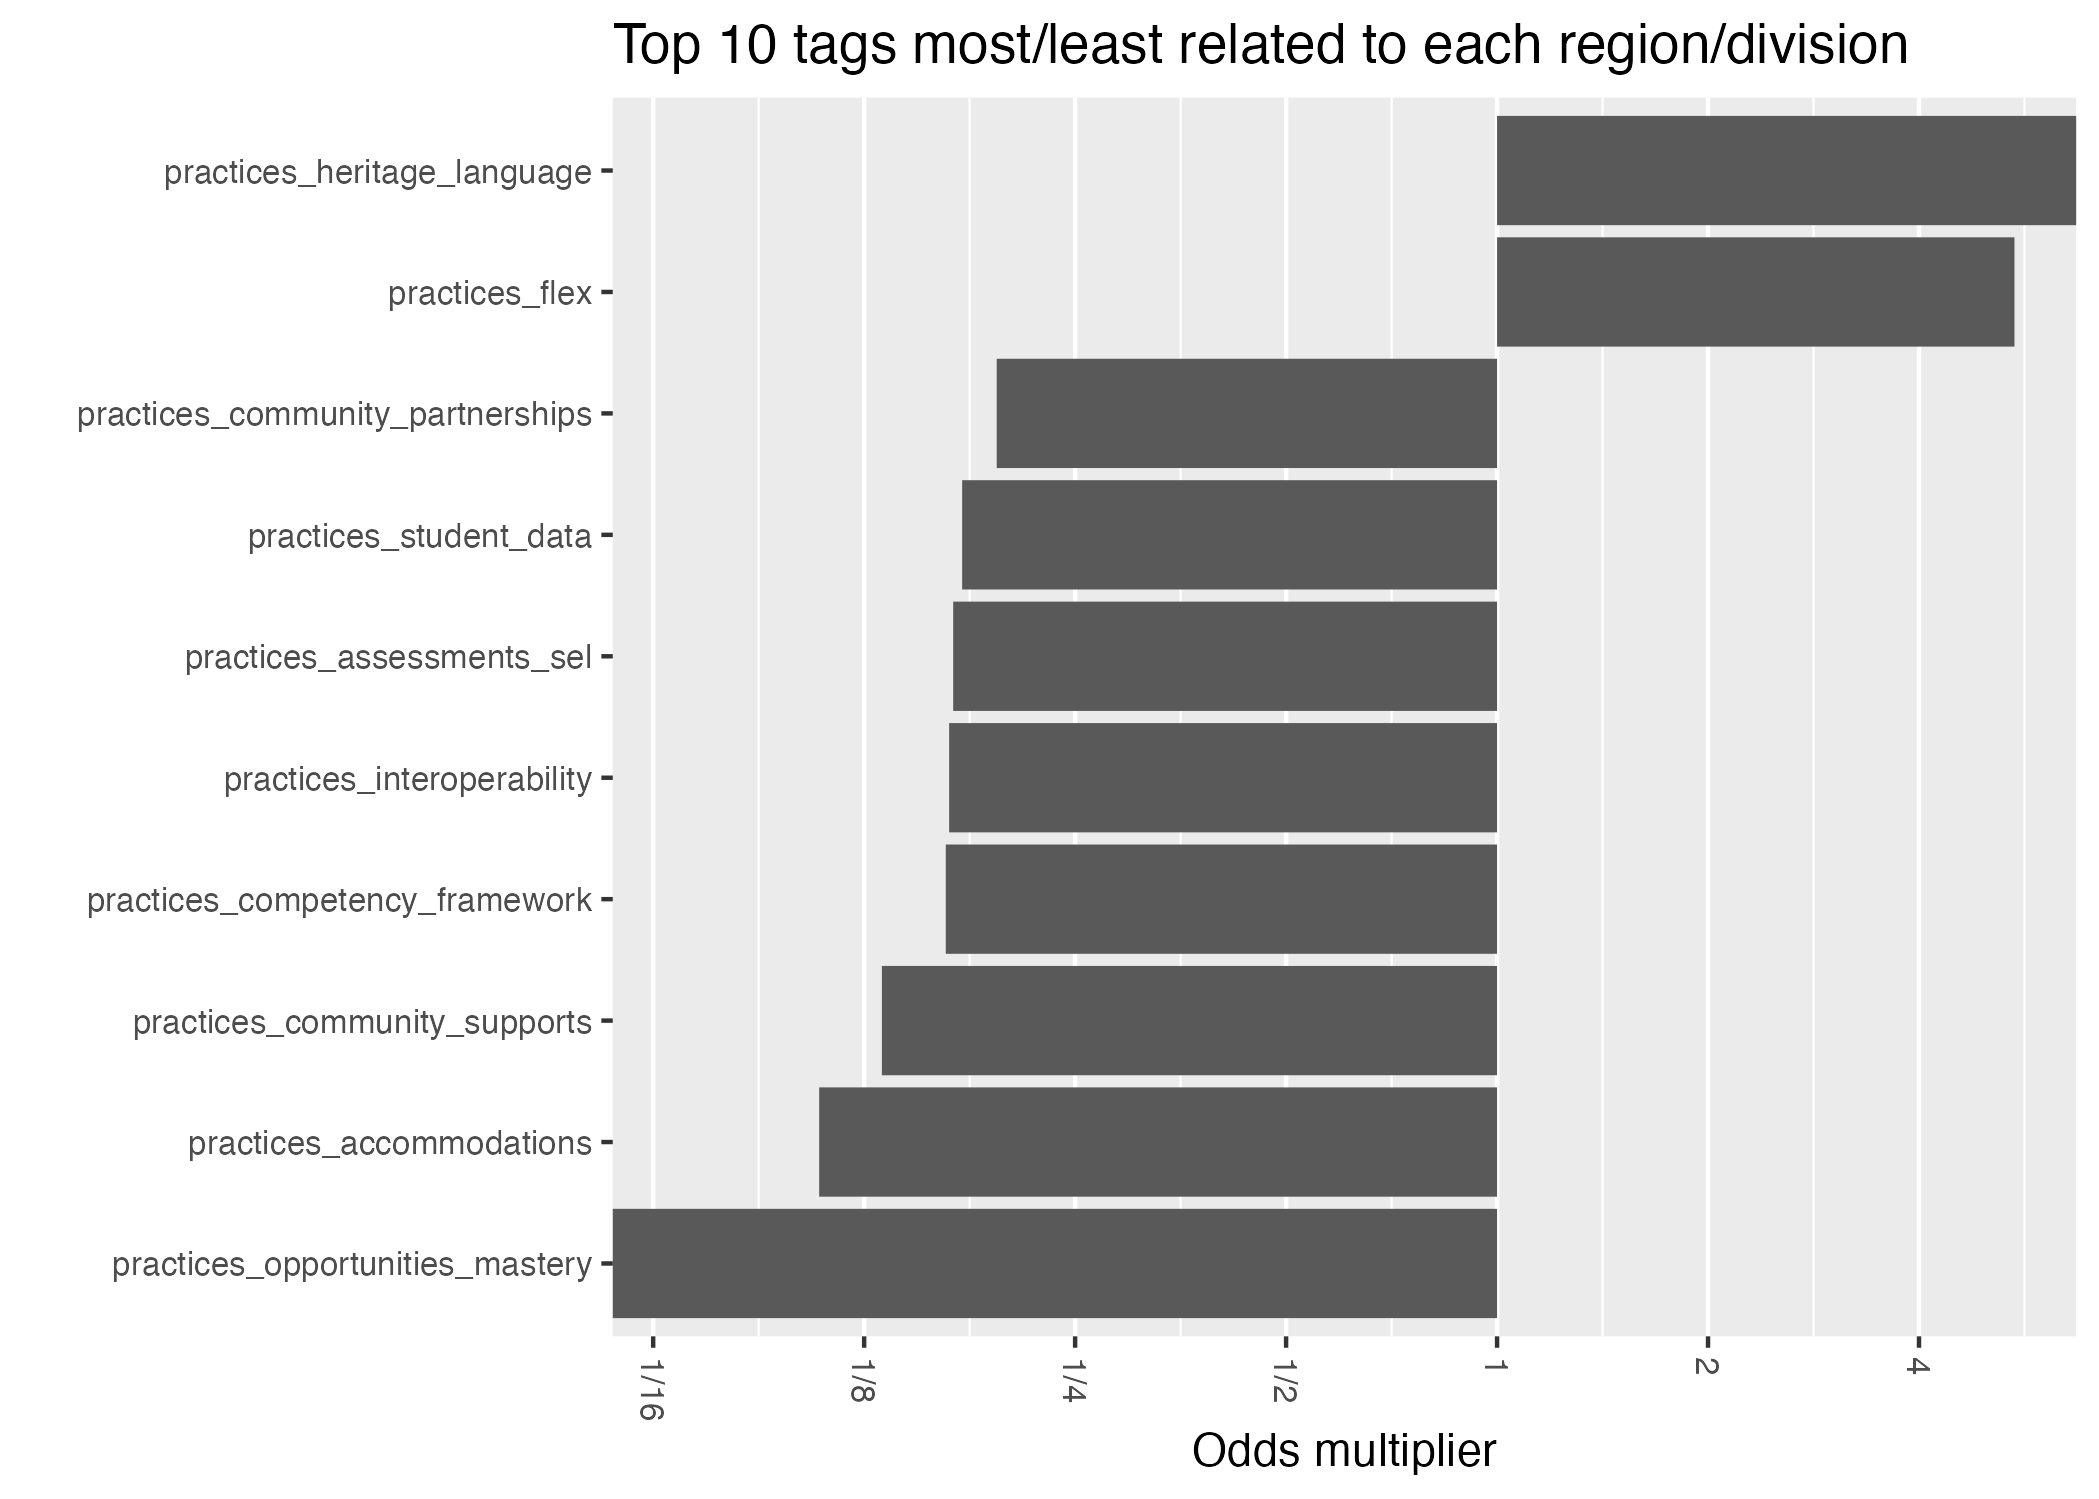 Top 10 tags most/least related to each region/division
practices_heritage_language
practices_flex
practices_community_partnerships
practices_student_data
practices_assessments_sel
practices_interoperability
practices_competency_framework
practices_community_supports
practices_accommodations
practices_opportunities_mastery
1/16
1/8
1/4
1/2
1
2
4
Odds multiplier